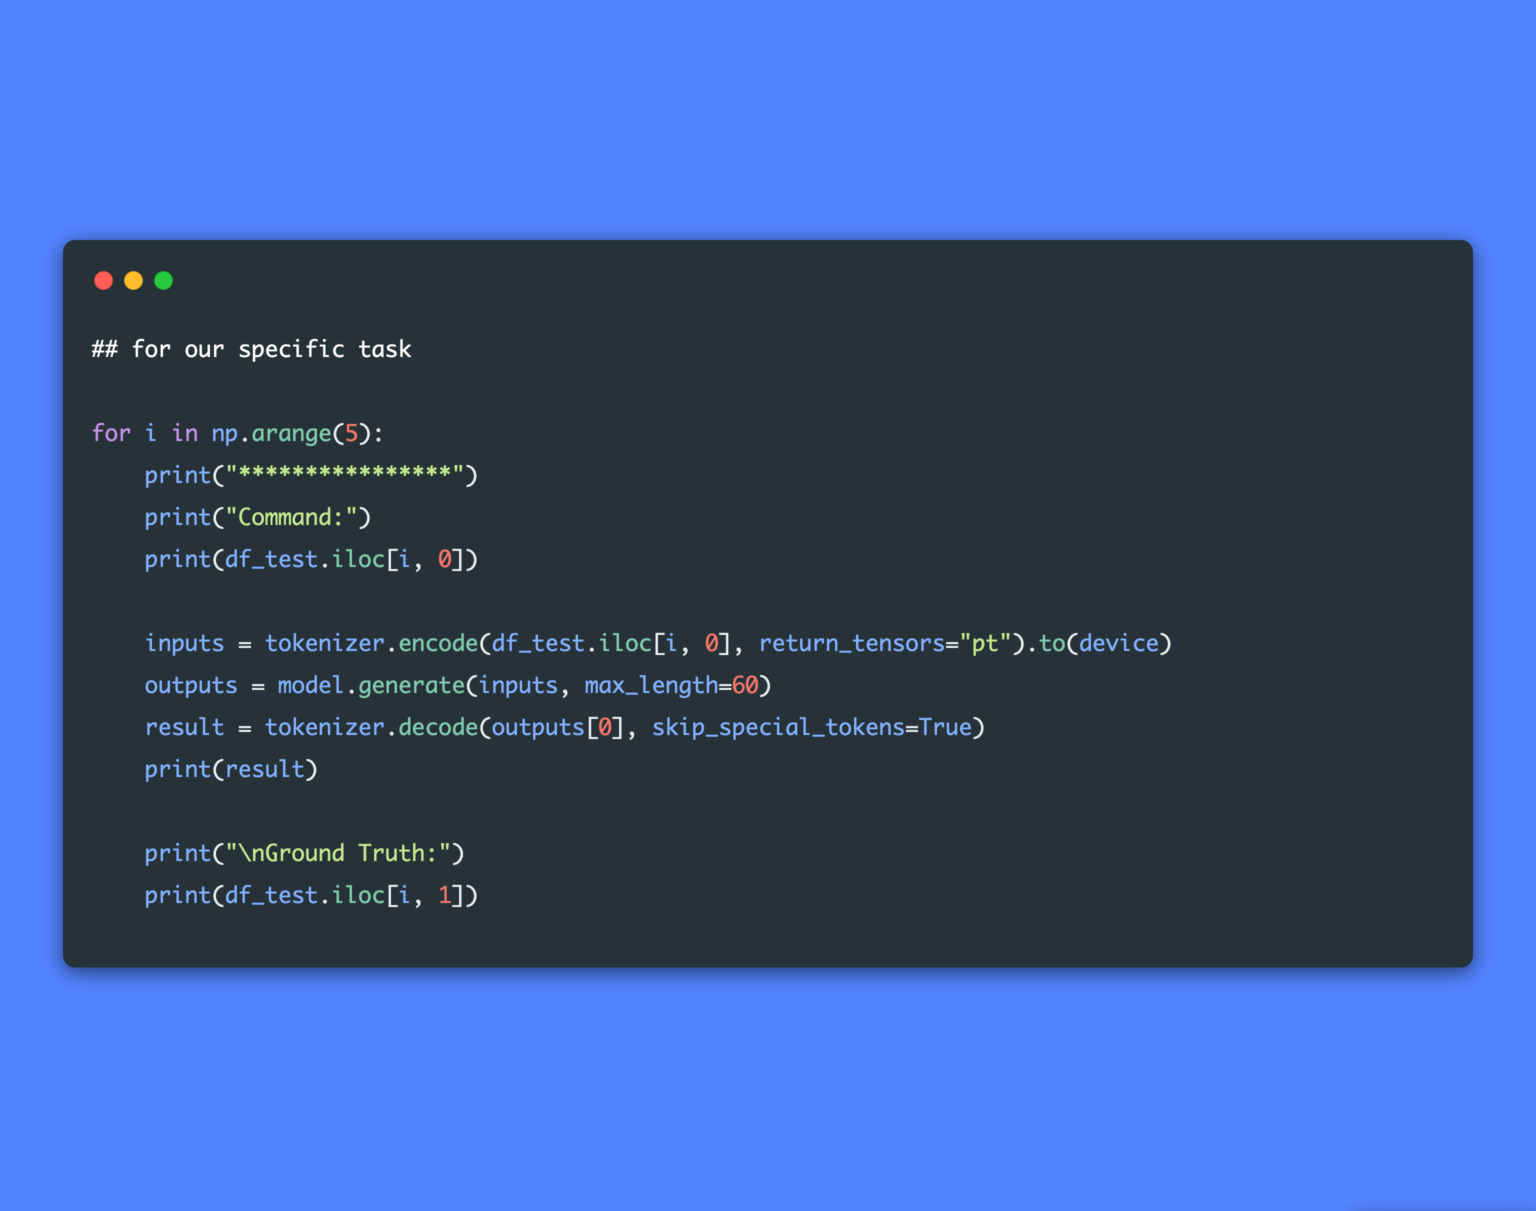 ## for our specific task
for i in np.arange(5):
    print("****************")
    print("Command:")
    print(df_test.iloc[i, 0])
    inputs = tokenizer.encode(df_test.iloc[i, 0], return_tensors="pt").to(device)
    outputs = model.generate(inputs, max_length=60)
    result = tokenizer.decode(outputs[0], skip_special_tokens=True)
    print(result)
    print("\nGround Truth:")
    print(df_test.iloc[i, 1])